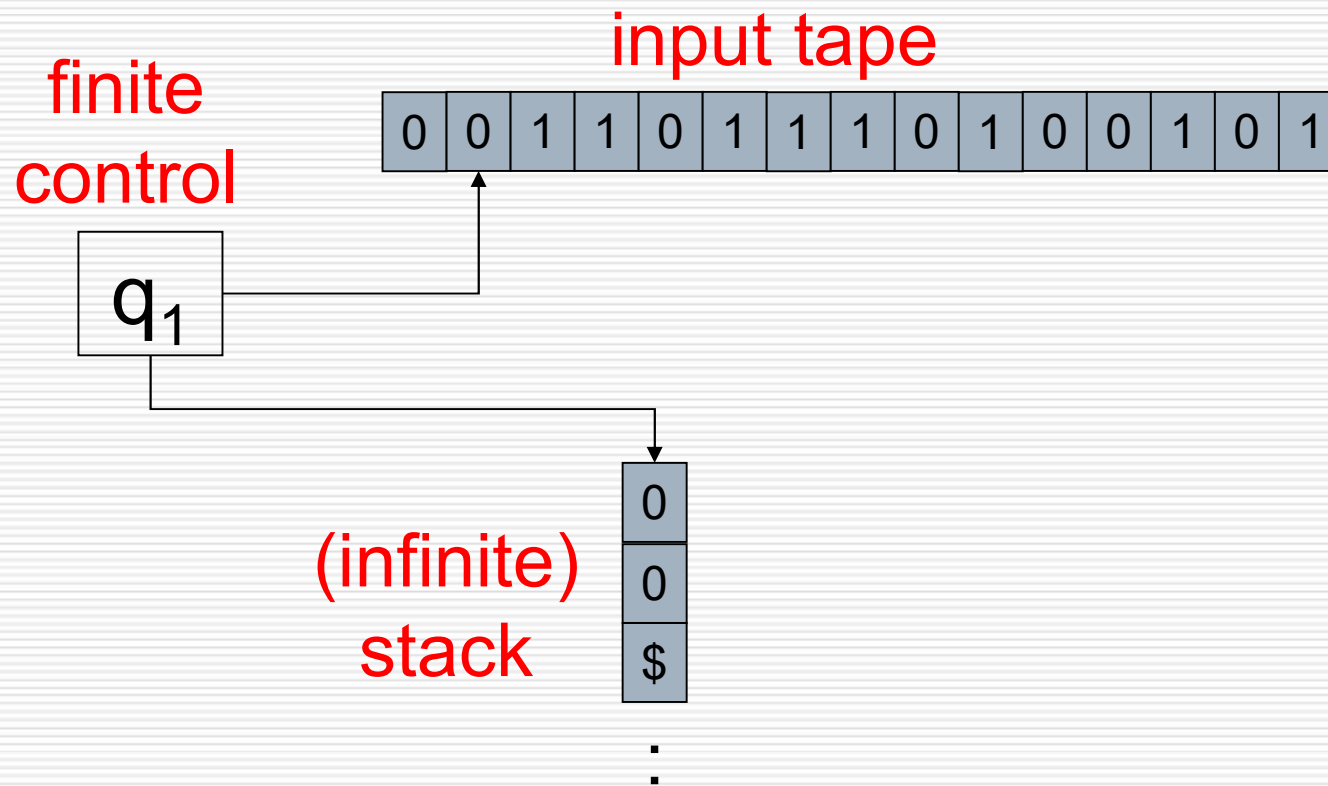 input tape
finite
control
0 0 1 1 0 1 1 1 0 1 0 0 1 0 1
q₁
0
(infinite)
0
stack
$
: